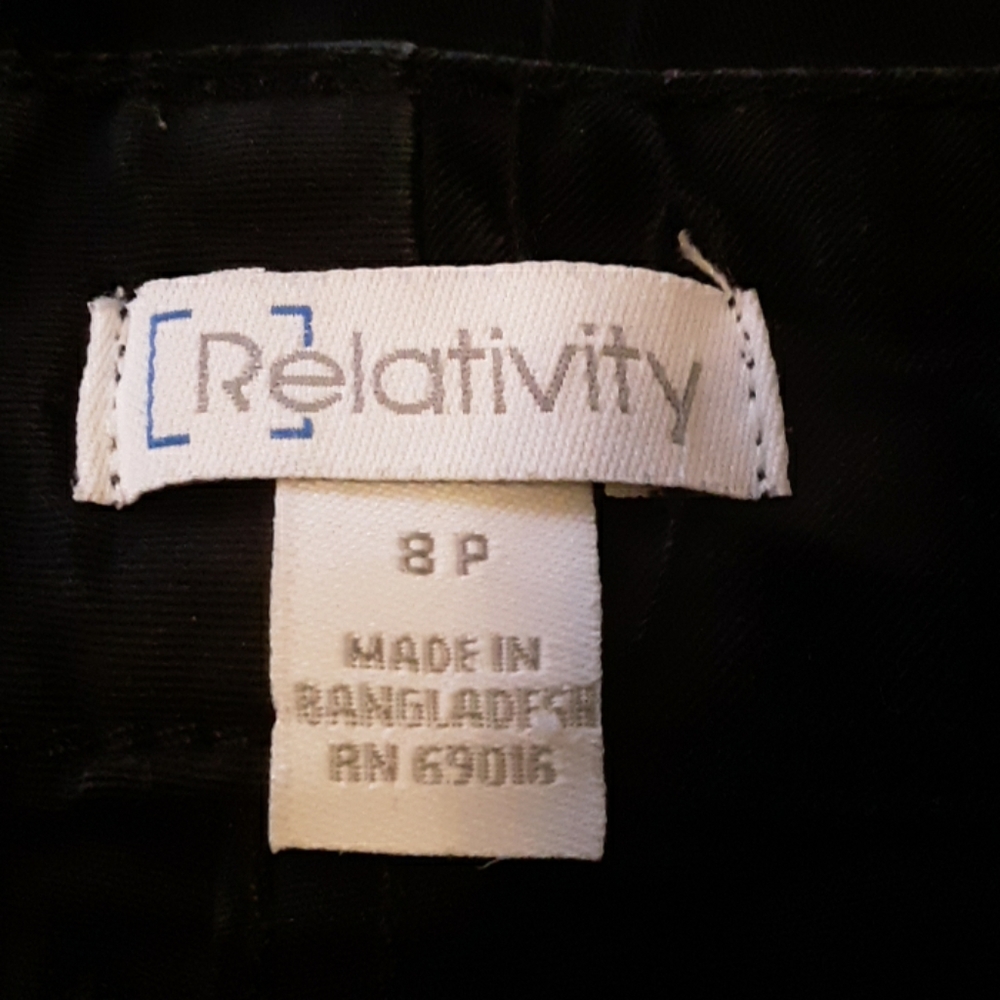 [Relativity
8 P
MADE IN
BANGLADESH
RN 69016